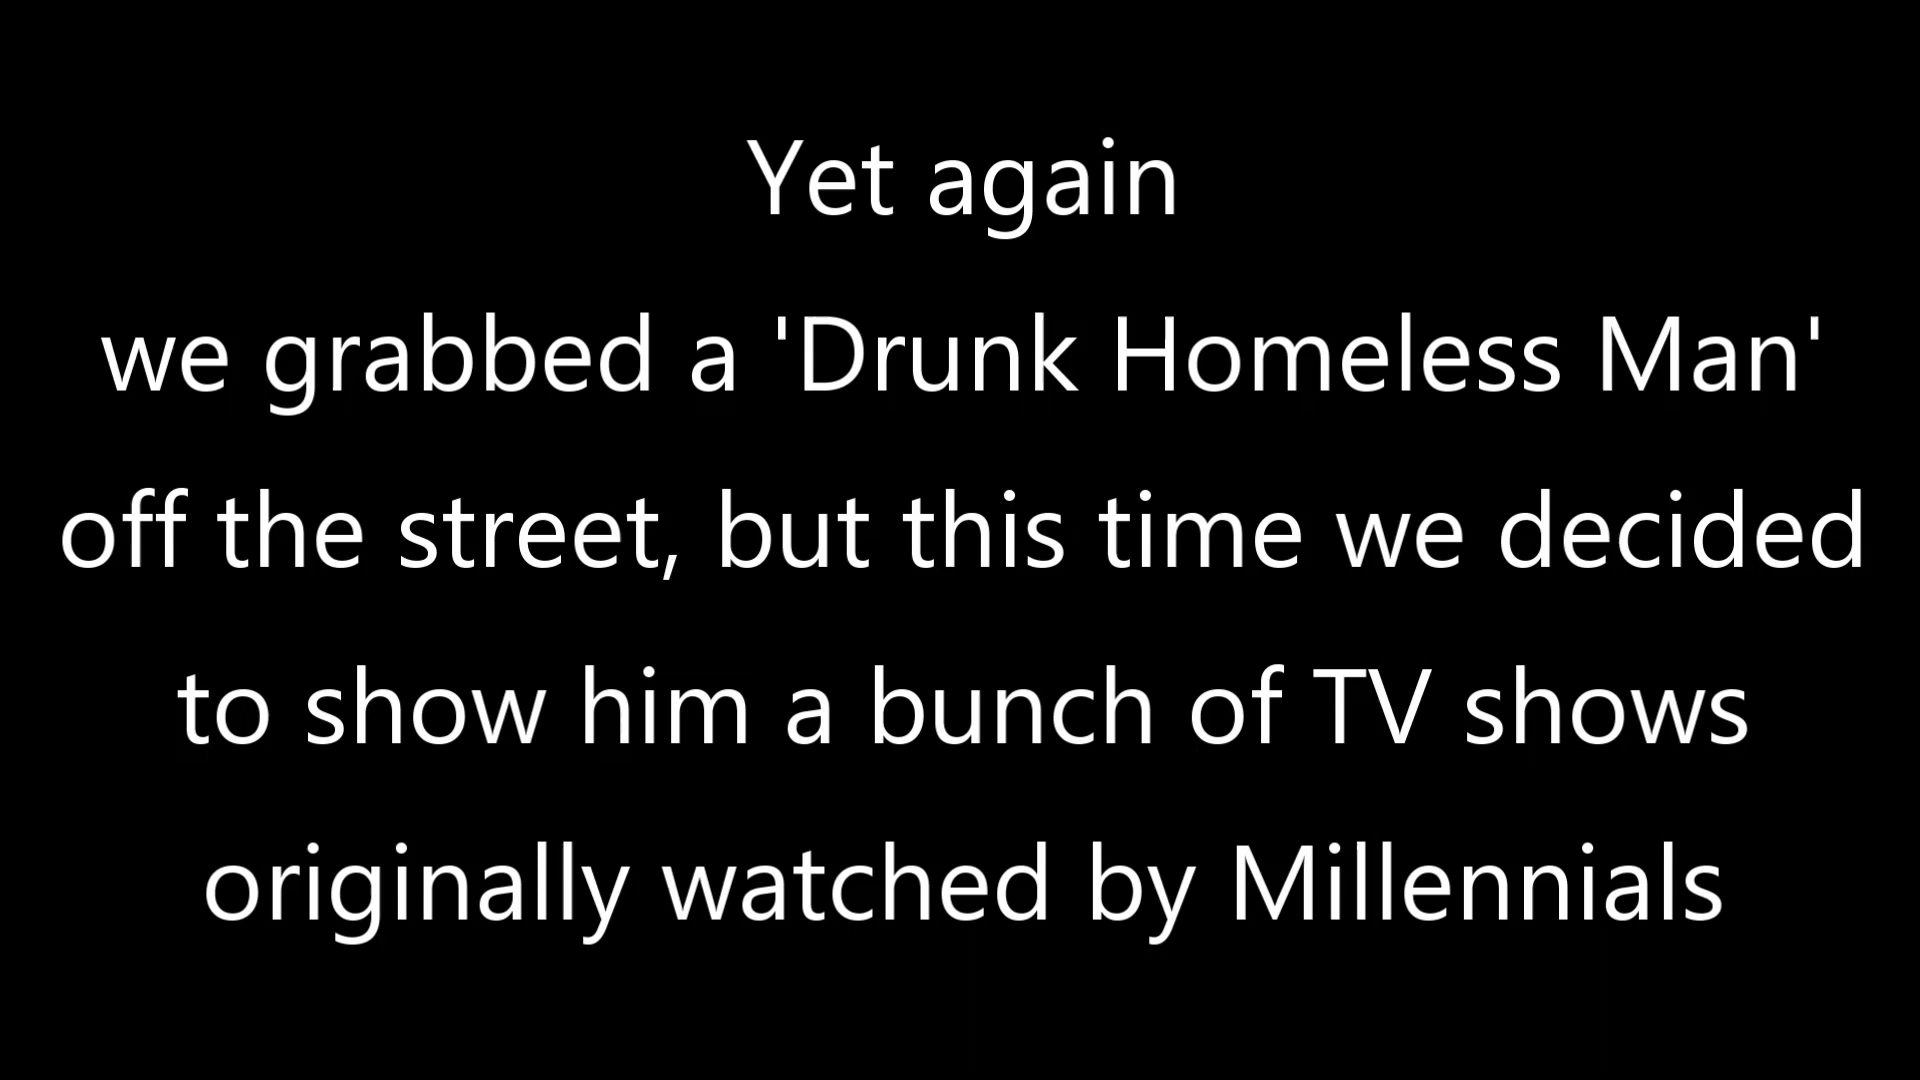 Yet again
we grabbed a 'Drunk Homeless Man'
off the street, but this time we decided
to show him a bunch of TV shows
originally watched by Millennials